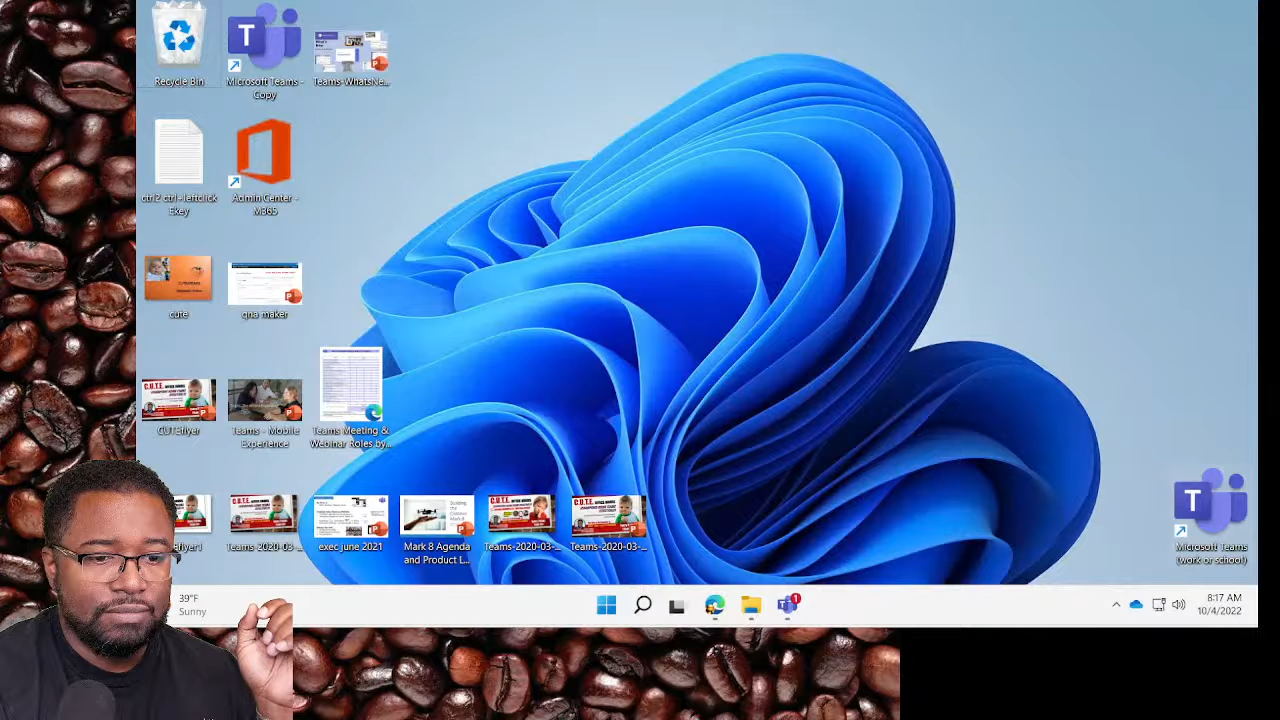 Recycle Bin
Microsoft Teams -
Copy
Teams-WhatsNe...
ctrl2 ctrl+leftclick
Ekey
Admin Center -
M365
cute
qna maker
CUTEflyer
Teams - Mobile
Experience
Teams Meeting &
Webinar Roles by...
C.U.T.E.
C.U.T.E.
Teams-2020-03-...
exec june 2021
Mark 8 Agenda
and Product L...
C.U.T.E.
Teams-2020-03-...
C.U.T.E.
Teams-2020-03-...
Microsoft Teams
(work or school)
39°F
Sunny
1
8:17 AM
10/4/2022